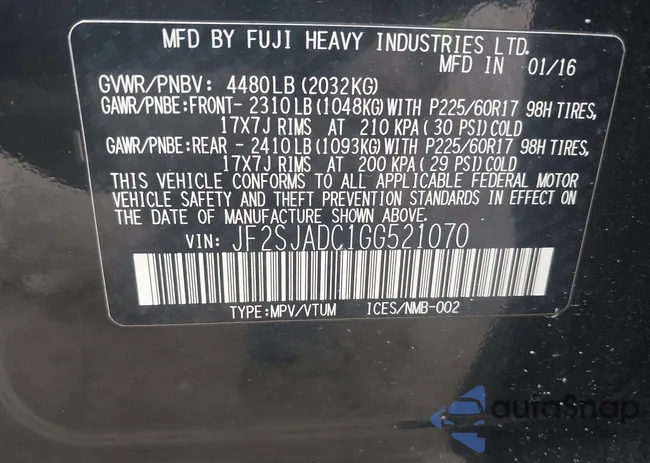 MFD BY FUJI HEAVY INDUSTRIES LTD.
MFD IN 01/16
GVWR/PNBV: 4480LB (2032KG)
GAWR/PNBE:FRONT- 2310LB (1048KG) WITH P225/60R17 98H TIRES,
17X7J RIMS AT 210 KPA ( 30 PSI) COLD
GAWR/PNBE:REAR - 2410LB (1093KG) WITH P225/60R17 98H TIRES,
17X7J RIMS AT 200 KPA ( 29 PSI) COLD
THIS VEHICLE CONFORMS TO ALL APPLICABLE FEDERAL MOTOR
VEHICLE SAFETY AND THEFT PREVENTION STANDARDS IN EFFECT ON
THE DATE OF MANUFACTURE SHOWN ABOVE.
VIN: JF2SJADC1GG521070
TYPE:MPV/VTUM ICES/NMB-002
autoSnap